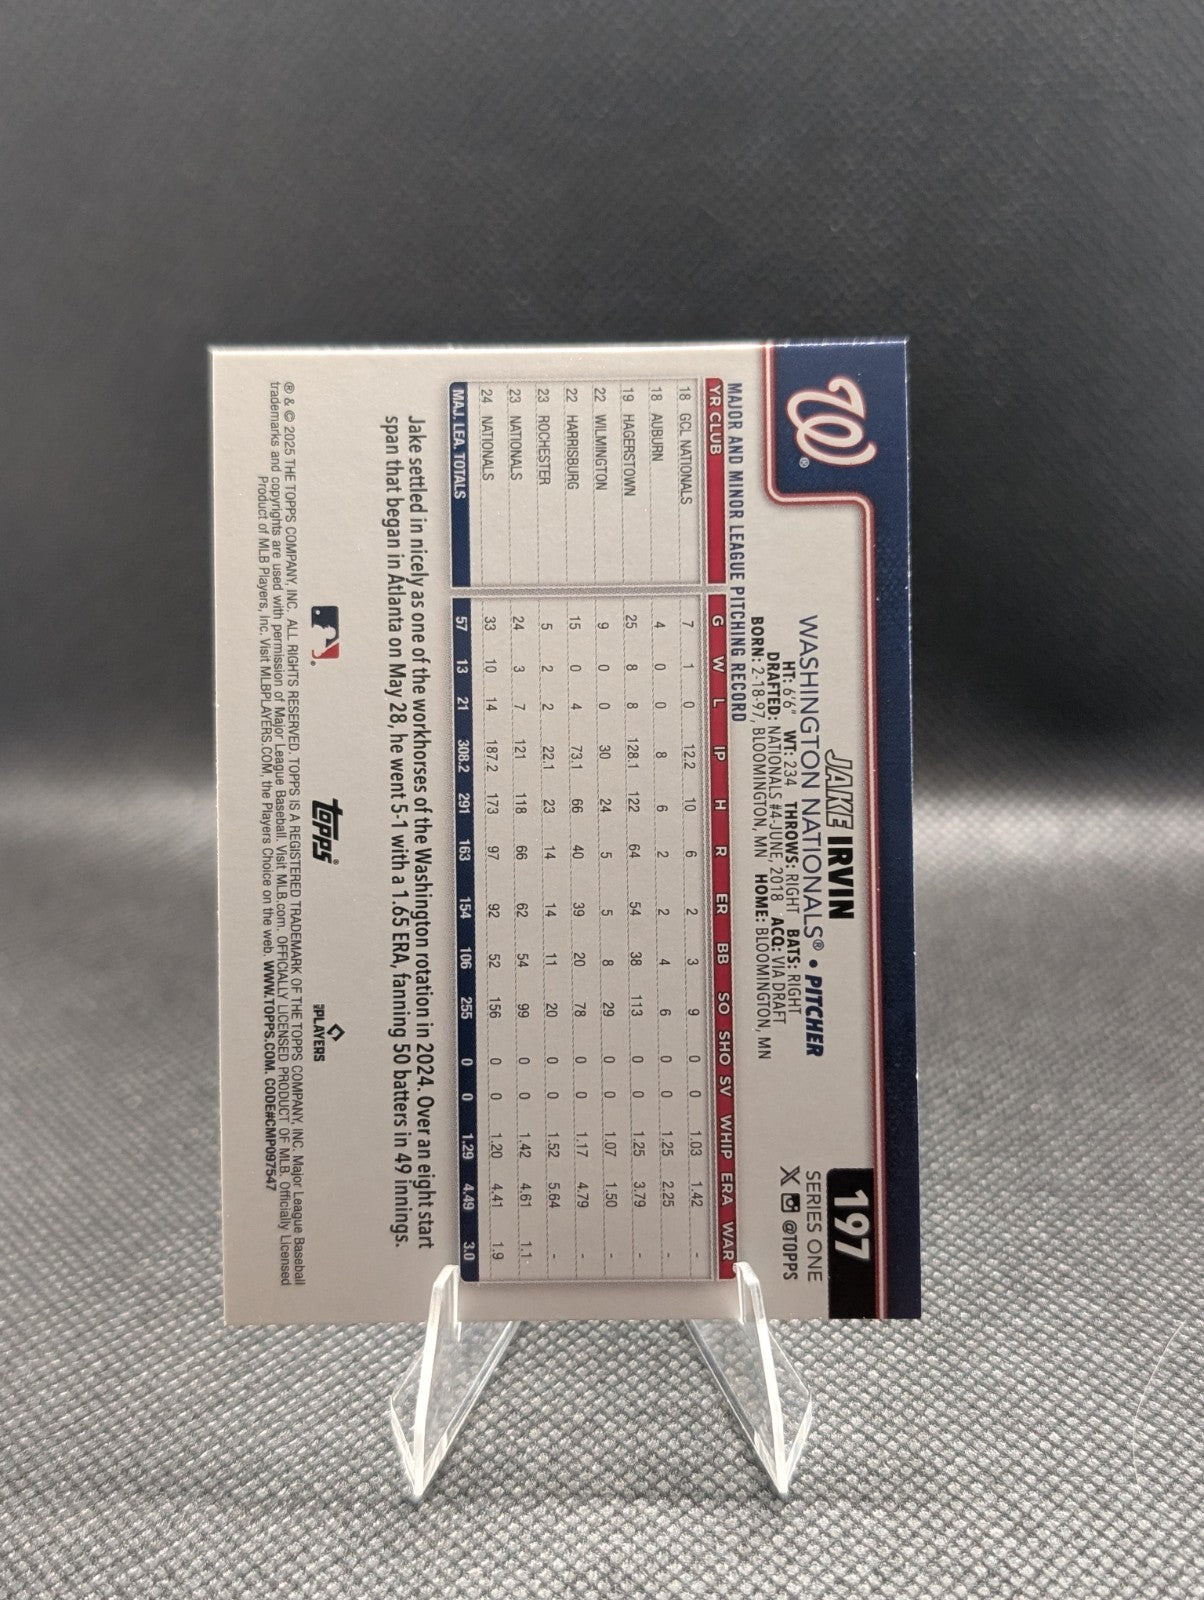 W®
197
JAKE IRVIN
SERIES ONE
WASHINGTON NATIONALS® • PITCHER
X @TOPPS
HT: 6'6" WT: 234 THROWS: RIGHT BATS: RIGHT
DRAFTED: NATIONALS #4-JUNE, 2018 ACQ: VIA DRAFT
BORN: 2-18-97, BLOOMINGTON, MN HOME: BLOOMINGTON, MN
MAJOR AND MINOR LEAGUE PITCHING RECORD
YR CLUB G W L IP H R ER BB SO SHO SV WHIP ERA WAR
18 GCL NATIONALS 7 1 0 12.2 10 6 2 3 9 0 0 1.03 1.42 -
18 AUBURN 4 0 0 8 6 2 2 4 6 0 0 1.25 2.25 -
19 HAGERSTOWN 25 8 8 128.1 122 64 54 38 113 0 0 1.25 3.79 -
22 WILMINGTON 9 0 0 30 24 5 5 8 29 0 0 1.07 1.50 -
22 HARRISBURG 15 0 4 73.1 66 40 39 20 78 0 0 1.17 4.79 -
23 ROCHESTER 5 2 2 22.1 23 14 14 11 20 0 0 1.52 5.64 -
23 NATIONALS 24 3 7 121 118 66 62 54 99 0 0 1.42 4.61 1.1
24 NATIONALS 33 10 14 187.2 173 97 92 52 156 0 0 1.20 4.41 1.9
MAJ. LEA. TOTALS 57 13 21 308.2 291 163 154 106 255 0 0 1.29 4.49 3.0
Jake settled in nicely as one of the workhorses of the Washington rotation in 2024. Over an eight start
span that began in Atlanta on May 28, he went 5-1 with a 1.65 ERA, fanning 50 batters in 49 innings.
topps®
MLB PLAYERS
® & © 2025 THE TOPPS COMPANY, INC. ALL RIGHTS RESERVED. TOPPS IS A REGISTERED TRADEMARK OF THE TOPPS COMPANY, INC. Major League Baseball
trademarks and copyrights are used with permission of Major League Baseball. Visit MLB.com. OFFICIALLY LICENSED PRODUCT OF MLB. Officially Licensed
Product of MLB Players, Inc. Visit MLBPLAYERS.COM, the Players Choice on the web. WWW.TOPPS.COM. CODE#CMP097547